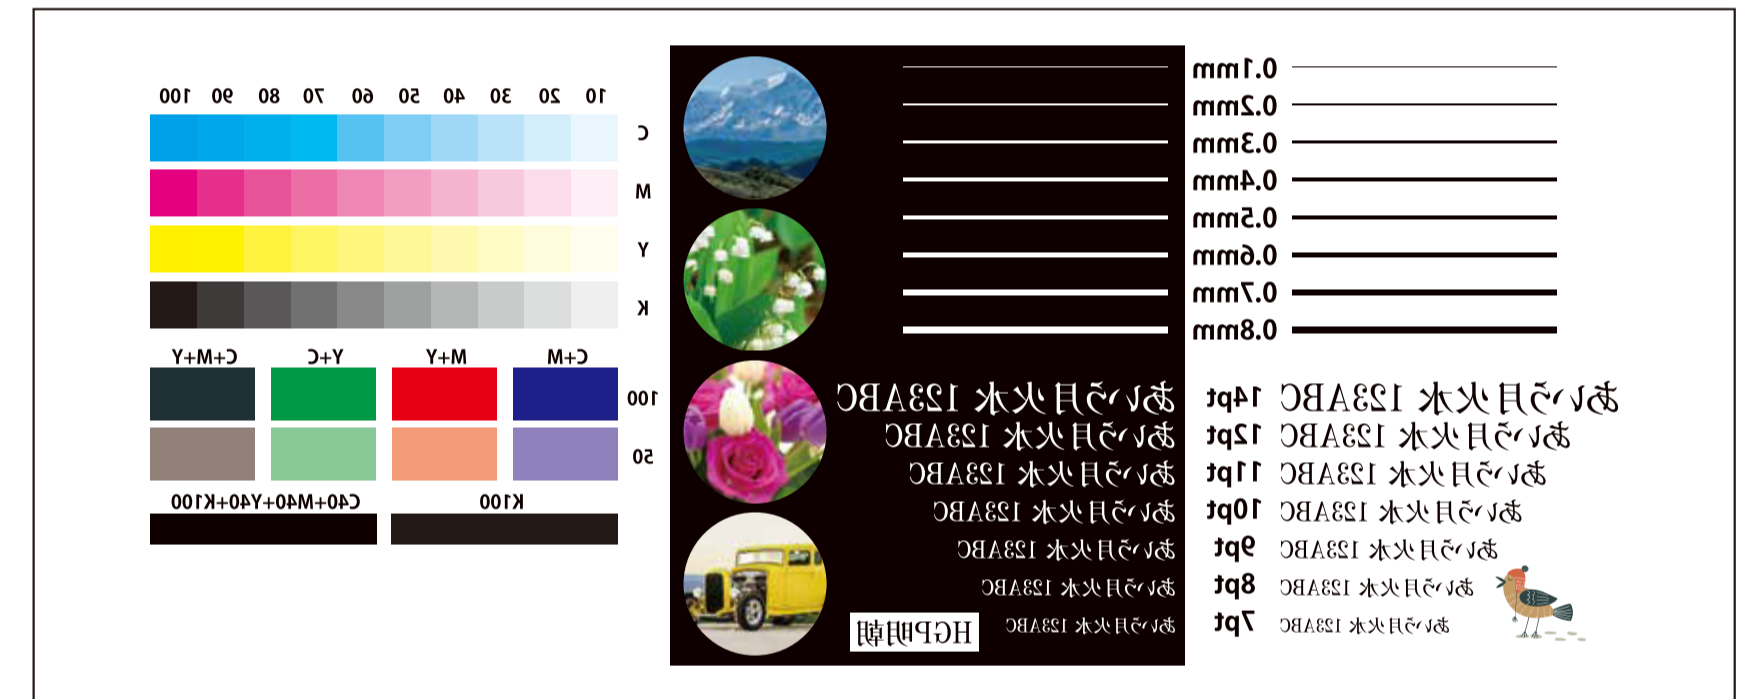 0.1mm
0.2mm
0.3mm
0.4mm
0.5mm
0.6mm
0.7mm
0.8mm
あいう月火水 123ABC 14pt
あいう月火水 123ABC 12pt
あいう月火水 123ABC 11pt
あいう月火水 123ABC 10pt
あいう月火水 123ABC 9pt
あいう月火水 123ABC 8pt
あいう月火水 123ABC 7pt
あいう月火水 123ABC
あいう月火水 123ABC
あいう月火水 123ABC
あいう月火水 123ABC
あいう月火水 123ABC
あいう月火水 123ABC
あいう月火水 123ABC
HGP明朝
10 20 30 40 50 60 70 80 90 100
C
M
Y
K
C+M M+Y Y+C C+M+Y
100
50
K100 C40+M40+Y40+K100